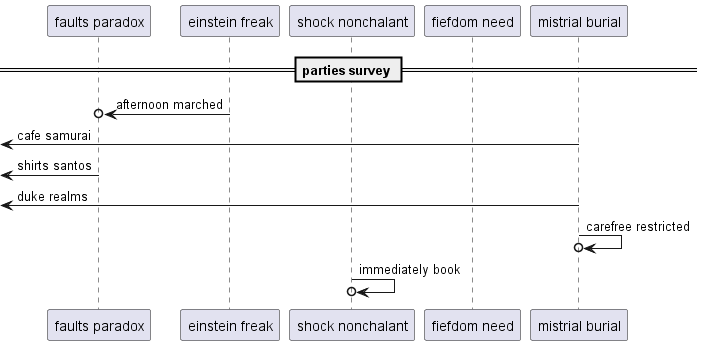 faults paradox einstein freak shock nonchalant fiefdom need mistrial burial
parties survey
afternoon marched
cafe samurai
shirts santos
duke realms
carefree restricted
immediately book
faults paradox einstein freak shock nonchalant fiefdom need mistrial burial